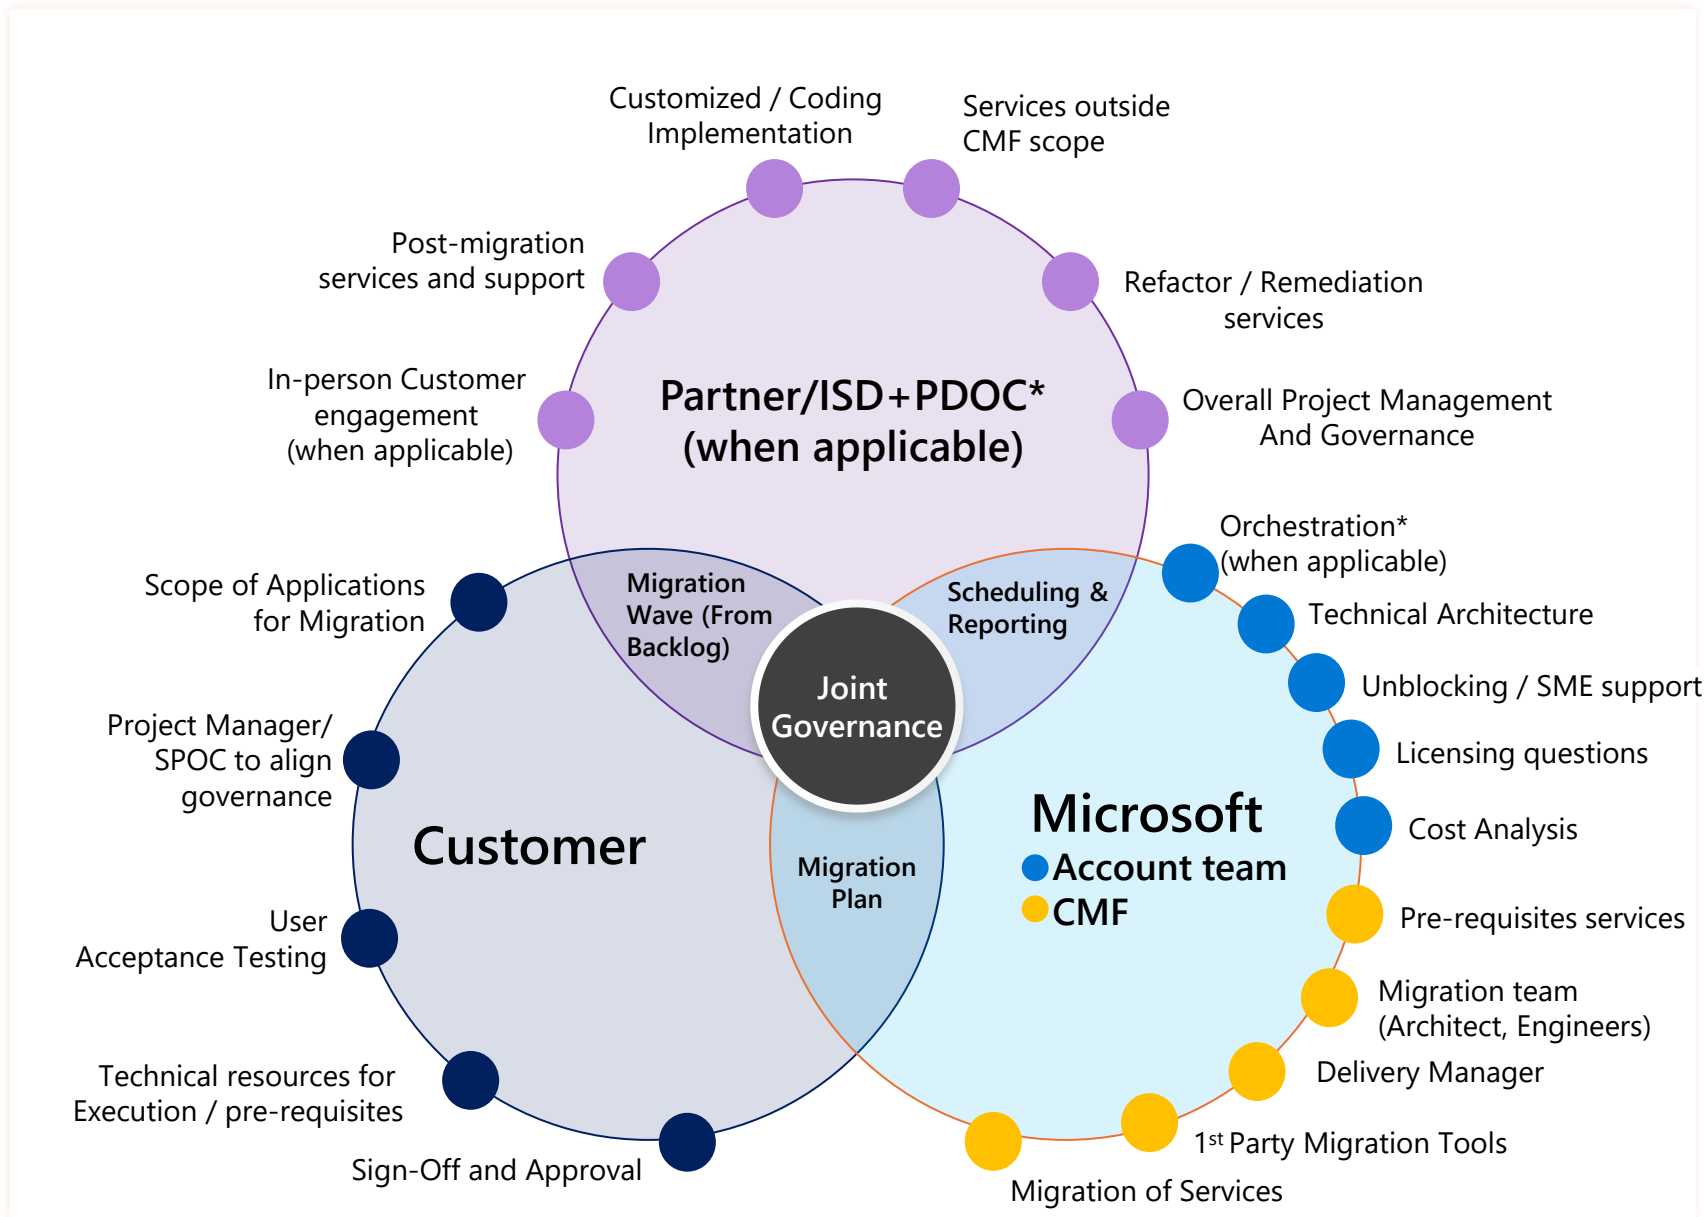 Customized / Coding
Implementation
Services outside
CMF scope
Post-migration
services and support
Refactor / Remediation
services
In-person Customer
engagement
(when applicable)
Partner/ISD+PDOC*
(when applicable)
Overall Project Management
And Governance
Orchestration*
(when applicable)
Scope of Applications
for Migration
Migration
Wave (From
Backlog)
Scheduling &
Reporting
Technical Architecture
Joint
Governance
Unblocking / SME support
Project Manager/
SPOC to align
governance
Licensing questions
Customer
Microsoft
Account team
CMF
Cost Analysis
Migration
Plan
User
Acceptance Testing
Pre-requisites services
Migration team
(Architect, Engineers)
Technical resources for
Execution / pre-requisites
Delivery Manager
Sign-Off and Approval
1st Party Migration Tools
Migration of Services